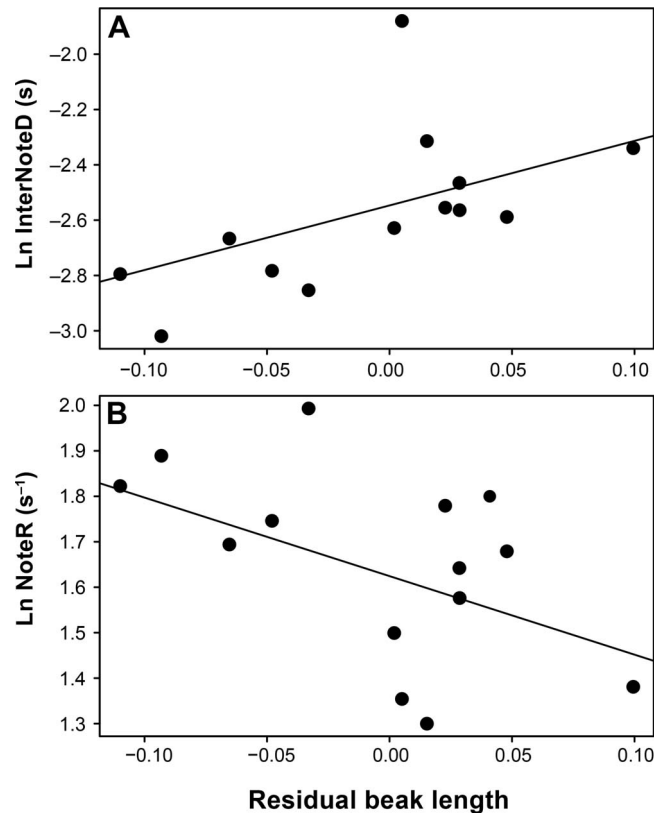 A
Ln InterNoteD (s)
−2.0
−2.2
−2.4
−2.6
−2.8
−3.0
−0.10 −0.05 0.00 0.05 0.10
B
Ln NoteR (s⁻¹)
2.0
1.9
1.8
1.7
1.6
1.5
1.4
1.3
−0.10 −0.05 0.00 0.05 0.10
Residual beak length